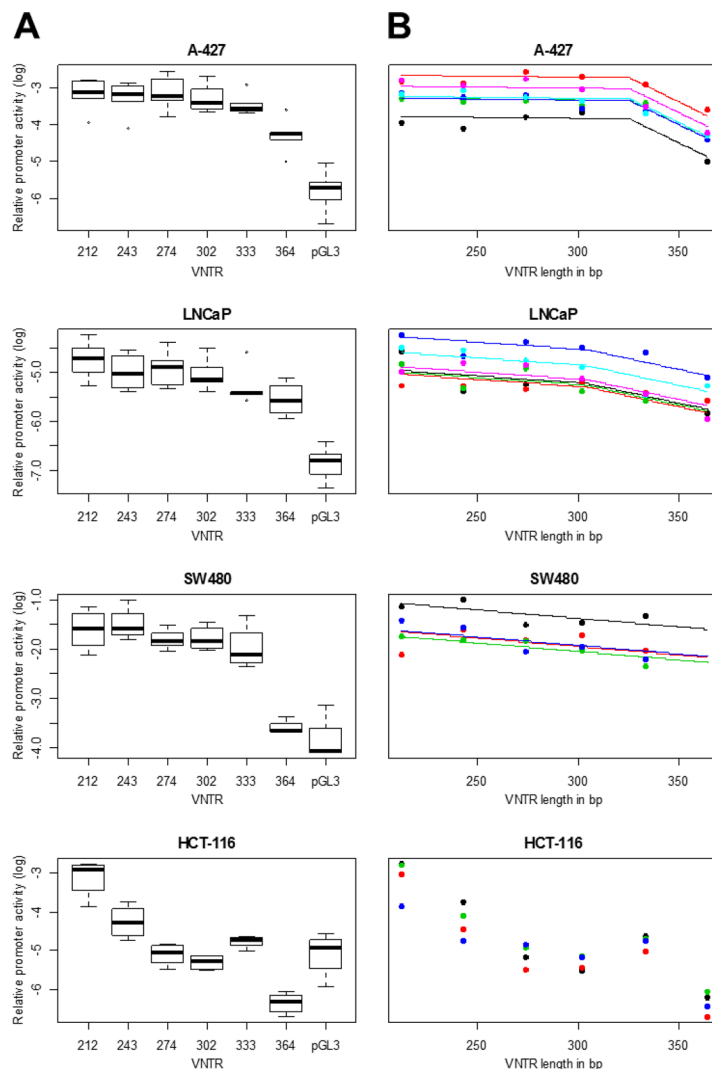 A
B
A-427
A-427
Relative promoter activity (log)
-3
-4
-5
-6
212 243 274 302 333 364 pGL3
VNTR
250 300 350
VNTR length in bp
LNCaP
LNCaP
Relative promoter activity (log)
-5.0
-6.0
-7.0
212 243 274 302 333 364 pGL3
VNTR
250 300 350
VNTR length in bp
SW480
SW480
Relative promoter activity (log)
-1.0
-2.0
-3.0
-4.0
212 243 274 302 333 364 pGL3
VNTR
250 300 350
VNTR length in bp
HCT-116
HCT-116
Relative promoter activity (log)
-3
-4
-5
-6
212 243 274 302 333 364 pGL3
VNTR
250 300 350
VNTR length in bp